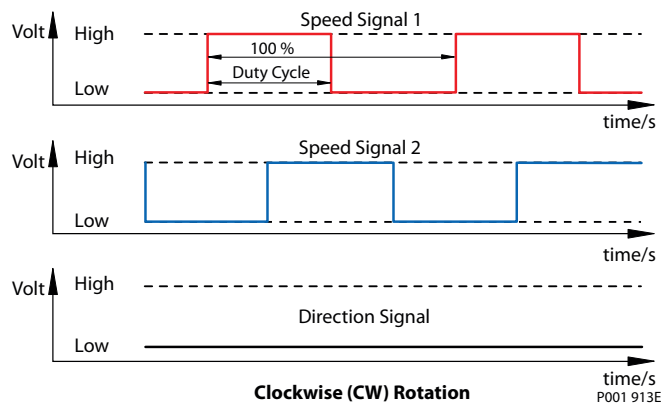 Speed Signal 1
Volt High
100 %
Duty Cycle
Low
time/s
Speed Signal 2
Volt High
Low
time/s
Volt High
Direction Signal
Low
time/s
Clockwise (CW) Rotation
P001 913E